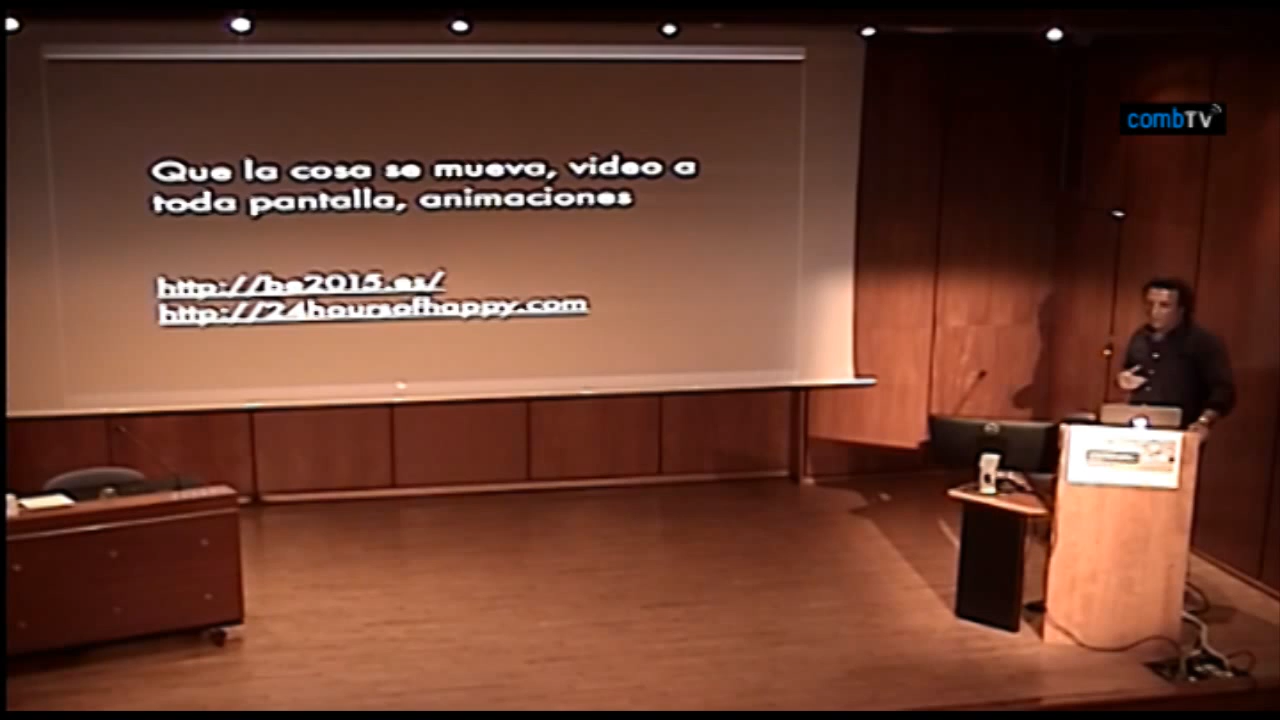 Que la cosa se mueva, video a
toda pantalla, animaciones
http://be2015.es/
http://24hoursofhappy.com
combTV